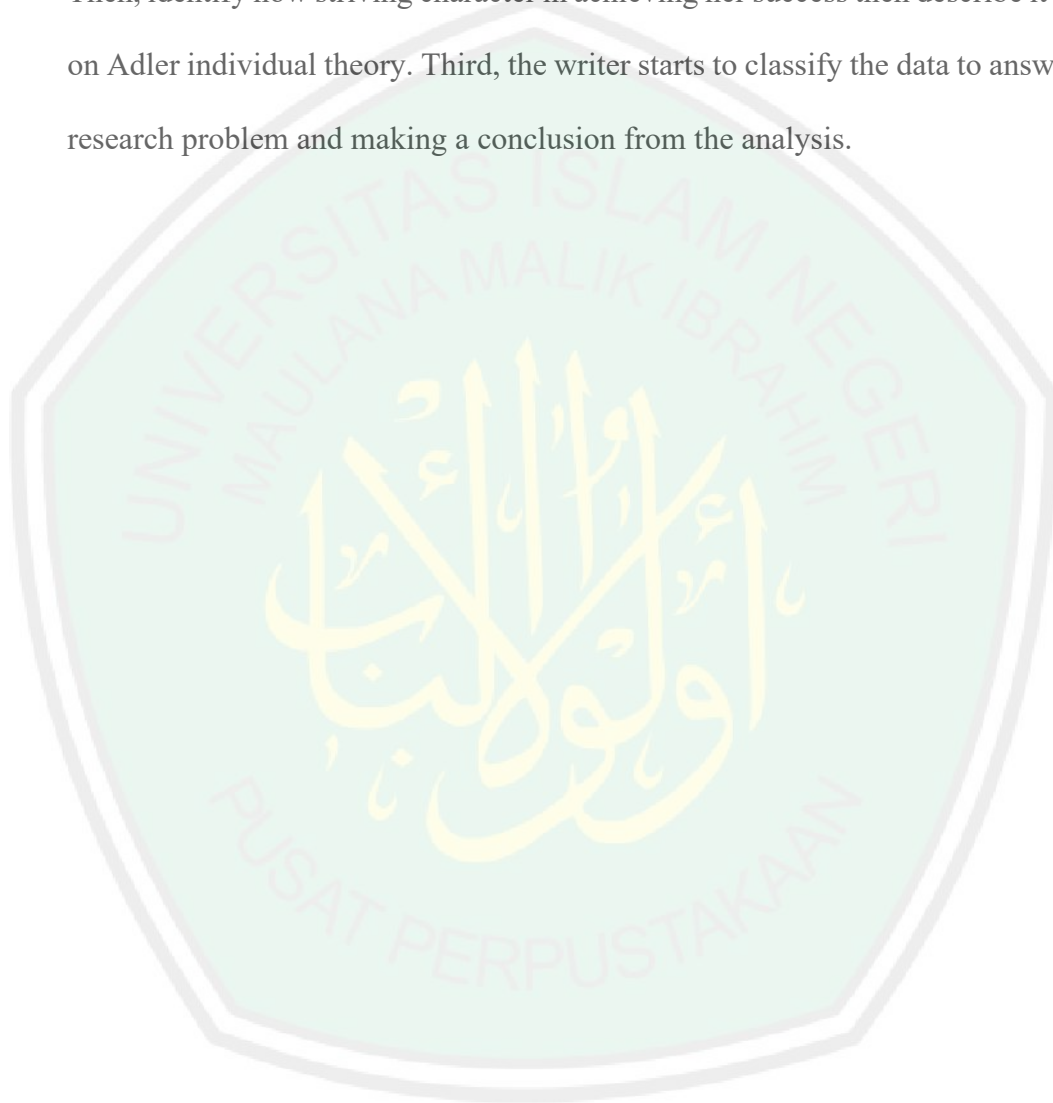 Then, identify how striving character in achieving her success then describe it
on Adler individual theory. Third, the writer starts to classify the data to answ
research problem and making a conclusion from the analysis.
UNIVERSITAS ISLAM NEGERI
MAULANA MALIK IBRAHIM
أولوا الألباب
PUSAT PERPUSTAKAAN